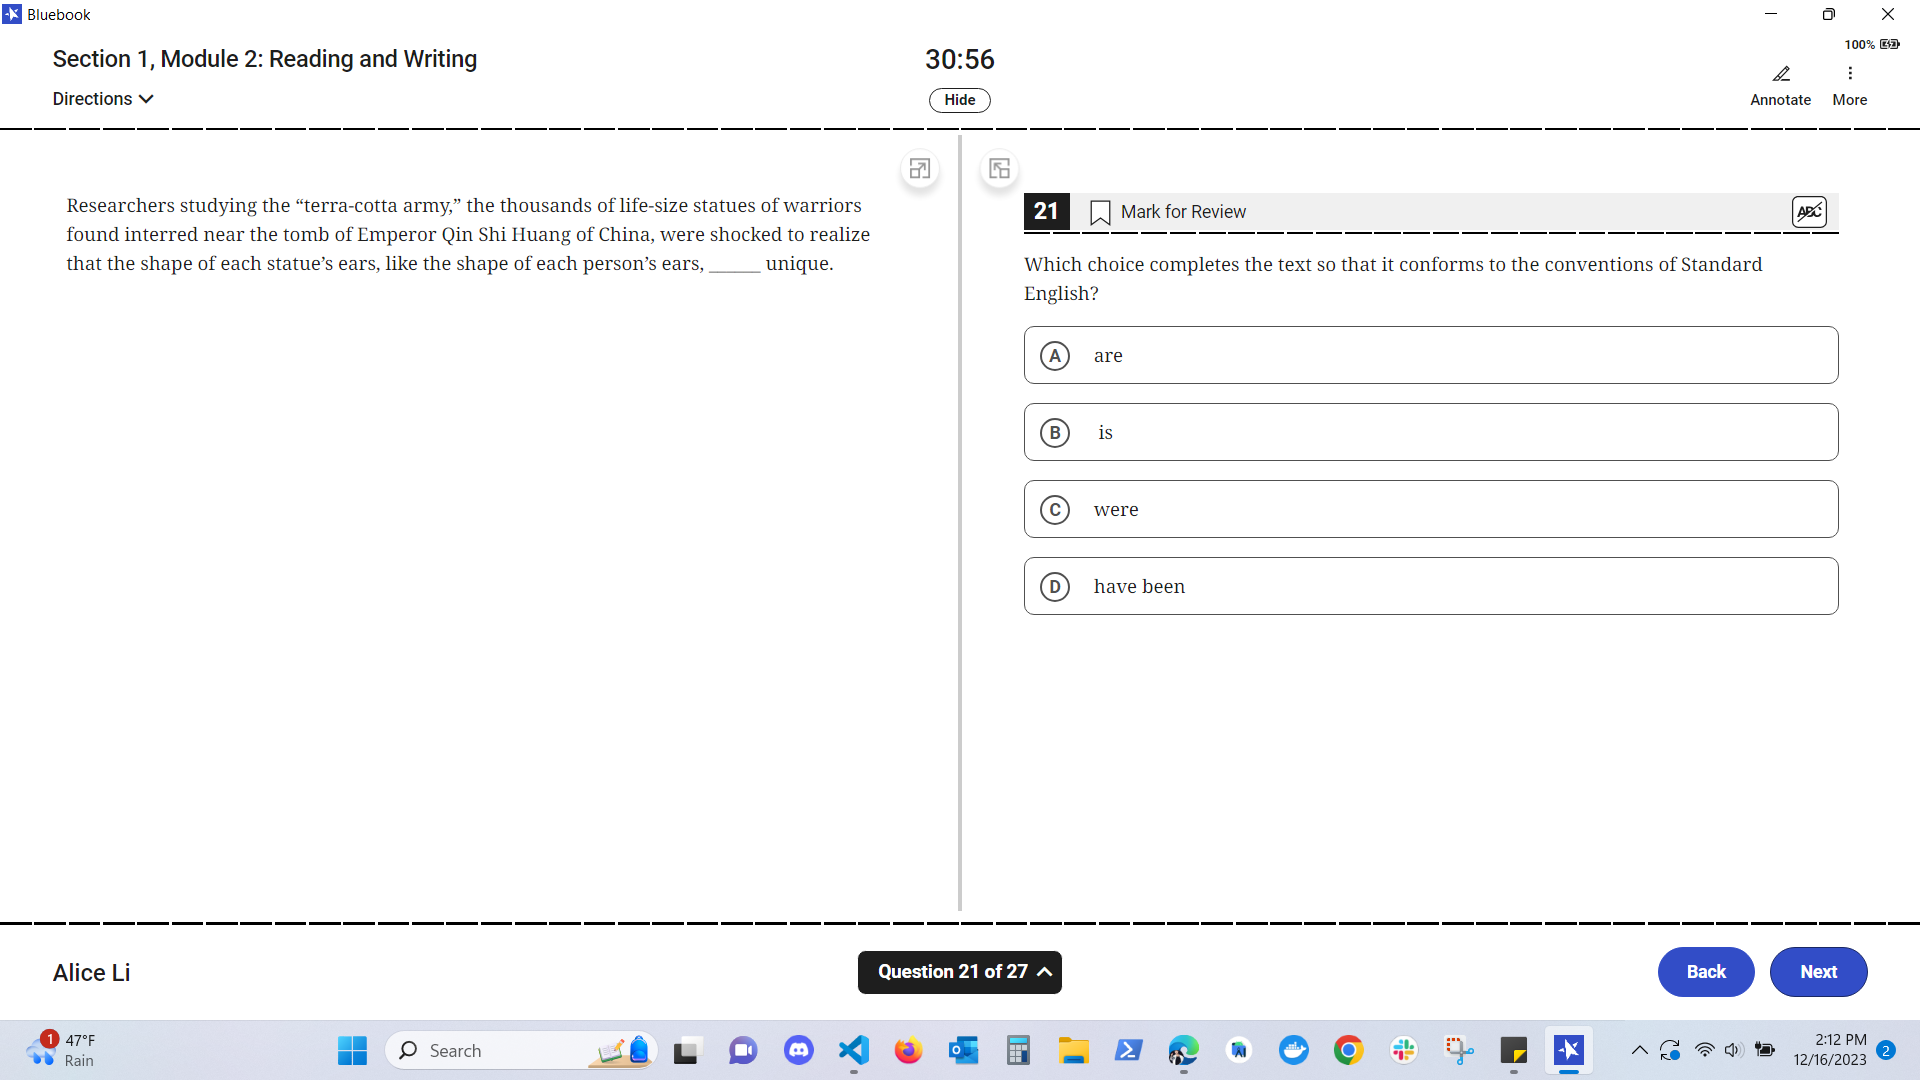 Bluebook
Section 1, Module 2: Reading and Writing
Directions
30:56
Hide
100%
Annotate
More
Researchers studying the “terra-cotta army,” the thousands of life-size statues of warriors
found interred near the tomb of Emperor Qin Shi Huang of China, were shocked to realize
that the shape of each statue’s ears, like the shape of each person’s ears, ______ unique.
21
Mark for Review
ABC
Which choice completes the text so that it conforms to the conventions of Standard
English?
A are
B is
C were
D have been
Alice Li
Question 21 of 27
Back
Next
1
47°F
Rain
Search
2:12 PM
12/16/2023
2